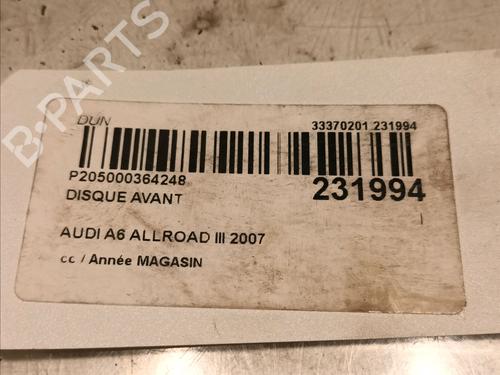 B-PARTS
DUN
33370201 231994
P205000364248
231994
DISQUE AVANT
AUDI A6 ALLROAD III 2007
cc / Année MAGASIN